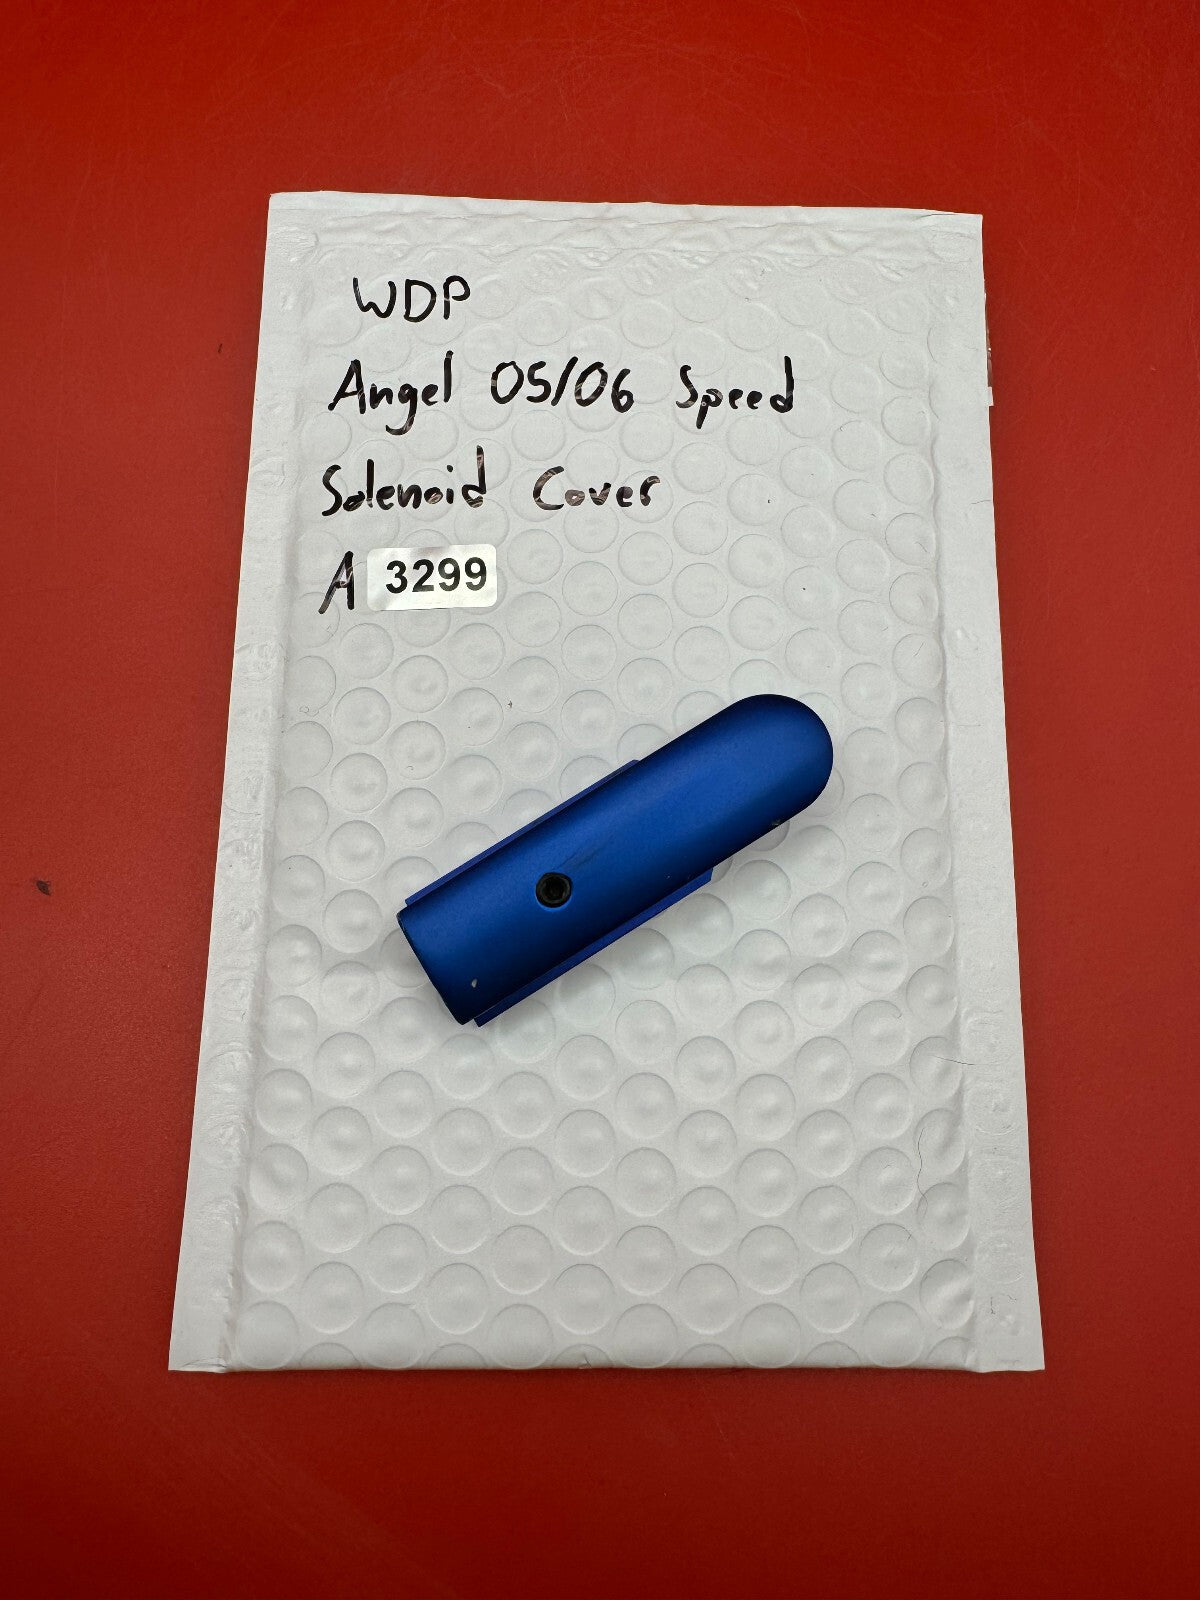 WDP
Angel 05/06 Speed
Solenoid Cover
A 3299